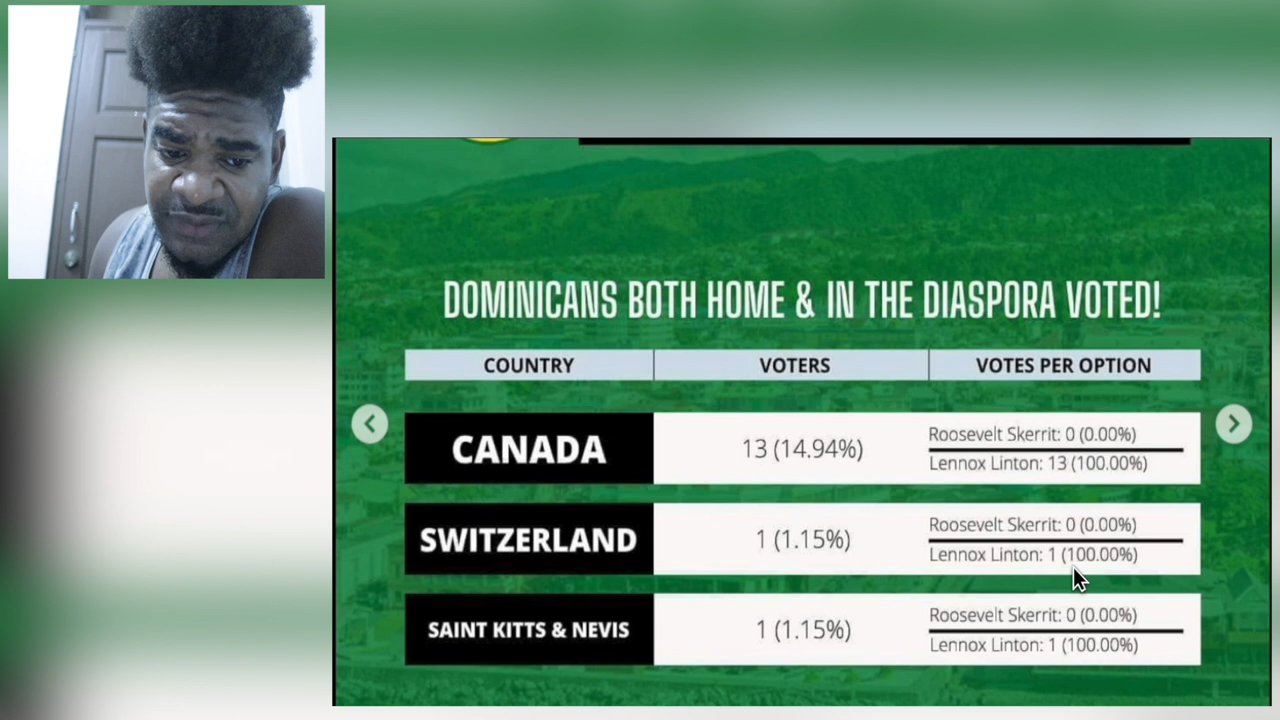 DOMINICANS BOTH HOME & IN THE DIASPORA VOTED!
COUNTRY VOTERS VOTES PER OPTION
CANADA 13 (14.94%) Roosevelt Skerrit: 0 (0.00%)
Lennox Linton: 13 (100.00%)
SWITZERLAND 1 (1.15%) Roosevelt Skerrit: 0 (0.00%)
Lennox Linton: 1 (100.00%)
SAINT KITTS & NEVIS 1 (1.15%) Roosevelt Skerrit: 0 (0.00%)
Lennox Linton: 1 (100.00%)